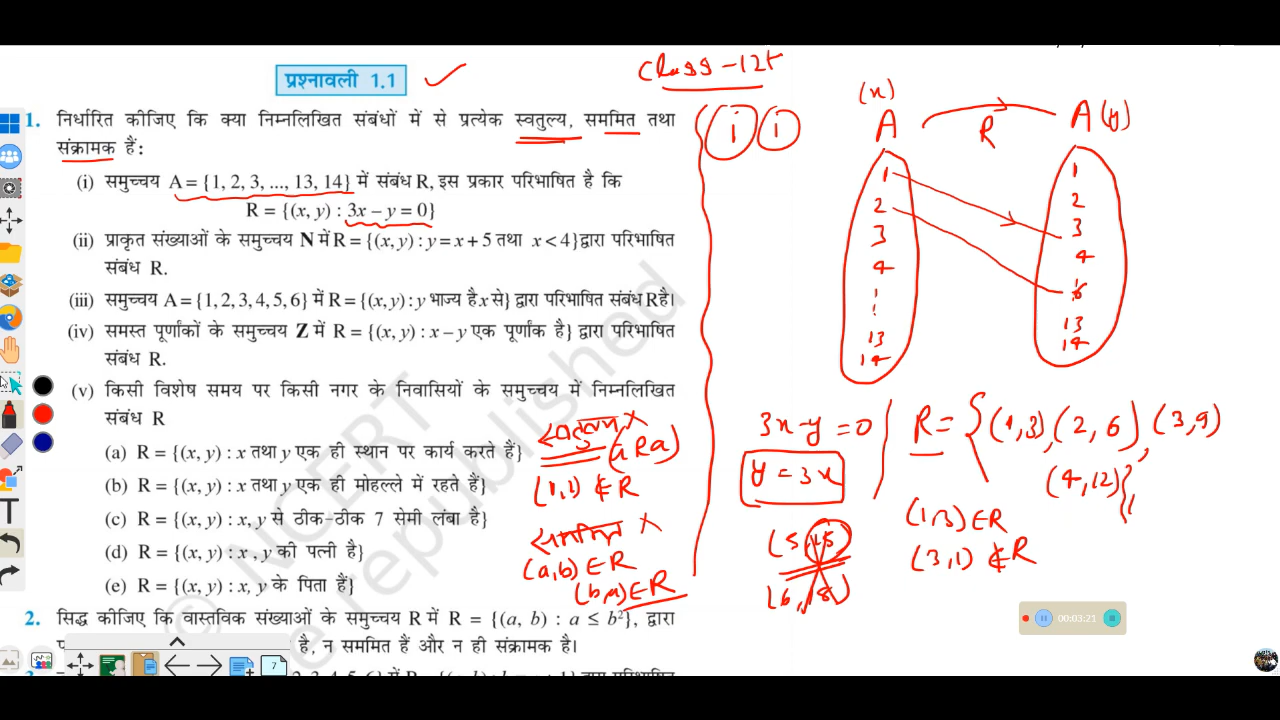 Class-12th
प्रश्नावली 1.1
1. निर्धारित कीजिए कि क्या निम्नलिखित संबंधों में से प्रत्येक स्वतुल्य, सममित तथा
संक्रामक हैं:
(i) समुच्चय A = {1, 2, 3, ..., 13, 14} में संबंध R, इस प्रकार परिभाषित है कि
R = {(x, y) : 3x – y = 0}
(ii) प्राकृत संख्याओं के समुच्चय N में R = {(x, y) : y = x + 5 तथा x < 4} द्वारा परिभाषित
संबंध R.
(iii) समुच्चय A = {1, 2, 3, 4, 5, 6} में R = {(x, y) : y भाज्य है x से} द्वारा परिभाषित संबंध R है।
(iv) समस्त पूर्णांकों के समुच्चय Z में R = {(x, y) : x – y एक पूर्णांक है} द्वारा परिभाषित
संबंध R.
(v) किसी विशेष समय पर किसी नगर के निवासियों के समुच्चय में निम्नलिखित
संबंध R
(a) R = {(x, y) : x तथा y एक ही स्थान पर कार्य करते हैं}
(b) R = {(x, y) : x तथा y एक ही मोहल्ले में रहते हैं}
(c) R = {(x, y) : x, y से ठीक-ठीक 7 सेमी लंबा है}
(d) R = {(x, y) : x , y की पत्नी है}
(e) R = {(x, y) : x, y के पिता हैं}
2. सिद्ध कीजिए कि वास्तविक संख्याओं के समुच्चय R में R = {(a, b) : a ≤ b²}, द्वारा
है, न सममित हैं और न ही संक्रामक है।
© NCERT
republished
स्वतुल्य ×
(a R a)
(1,1) ∉ R
सममित ×
(a,b) ∈ R
(b,a) ∈ R
i i
(x)
A R A (y)
1 1
2 2
3 3
4 4
6
13 13
14 14
3x-y = 0
y = 3x
R = {(1,3), (2,6), (3,9)
(4,12)}
(5,15)
(6,18)
(1,3) ∈ R
(3,1) ∉ R
00:03:21
T
7